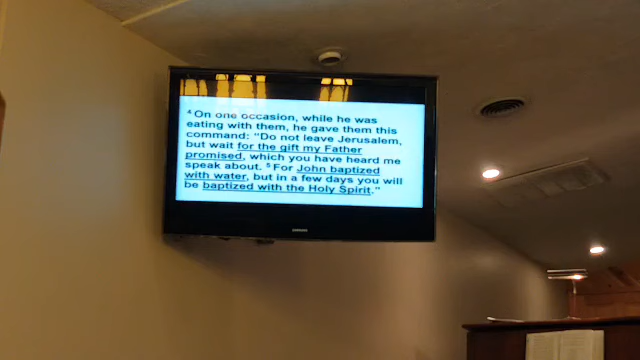 ⁴ On one occasion, while he was
eating with them, he gave them this
command: "Do not leave Jerusalem,
but wait for the gift my Father
promised, which you have heard me
speak about. ⁵ For John baptized
with water, but in a few days you will
be baptized with the Holy Spirit."
SAMSUNG